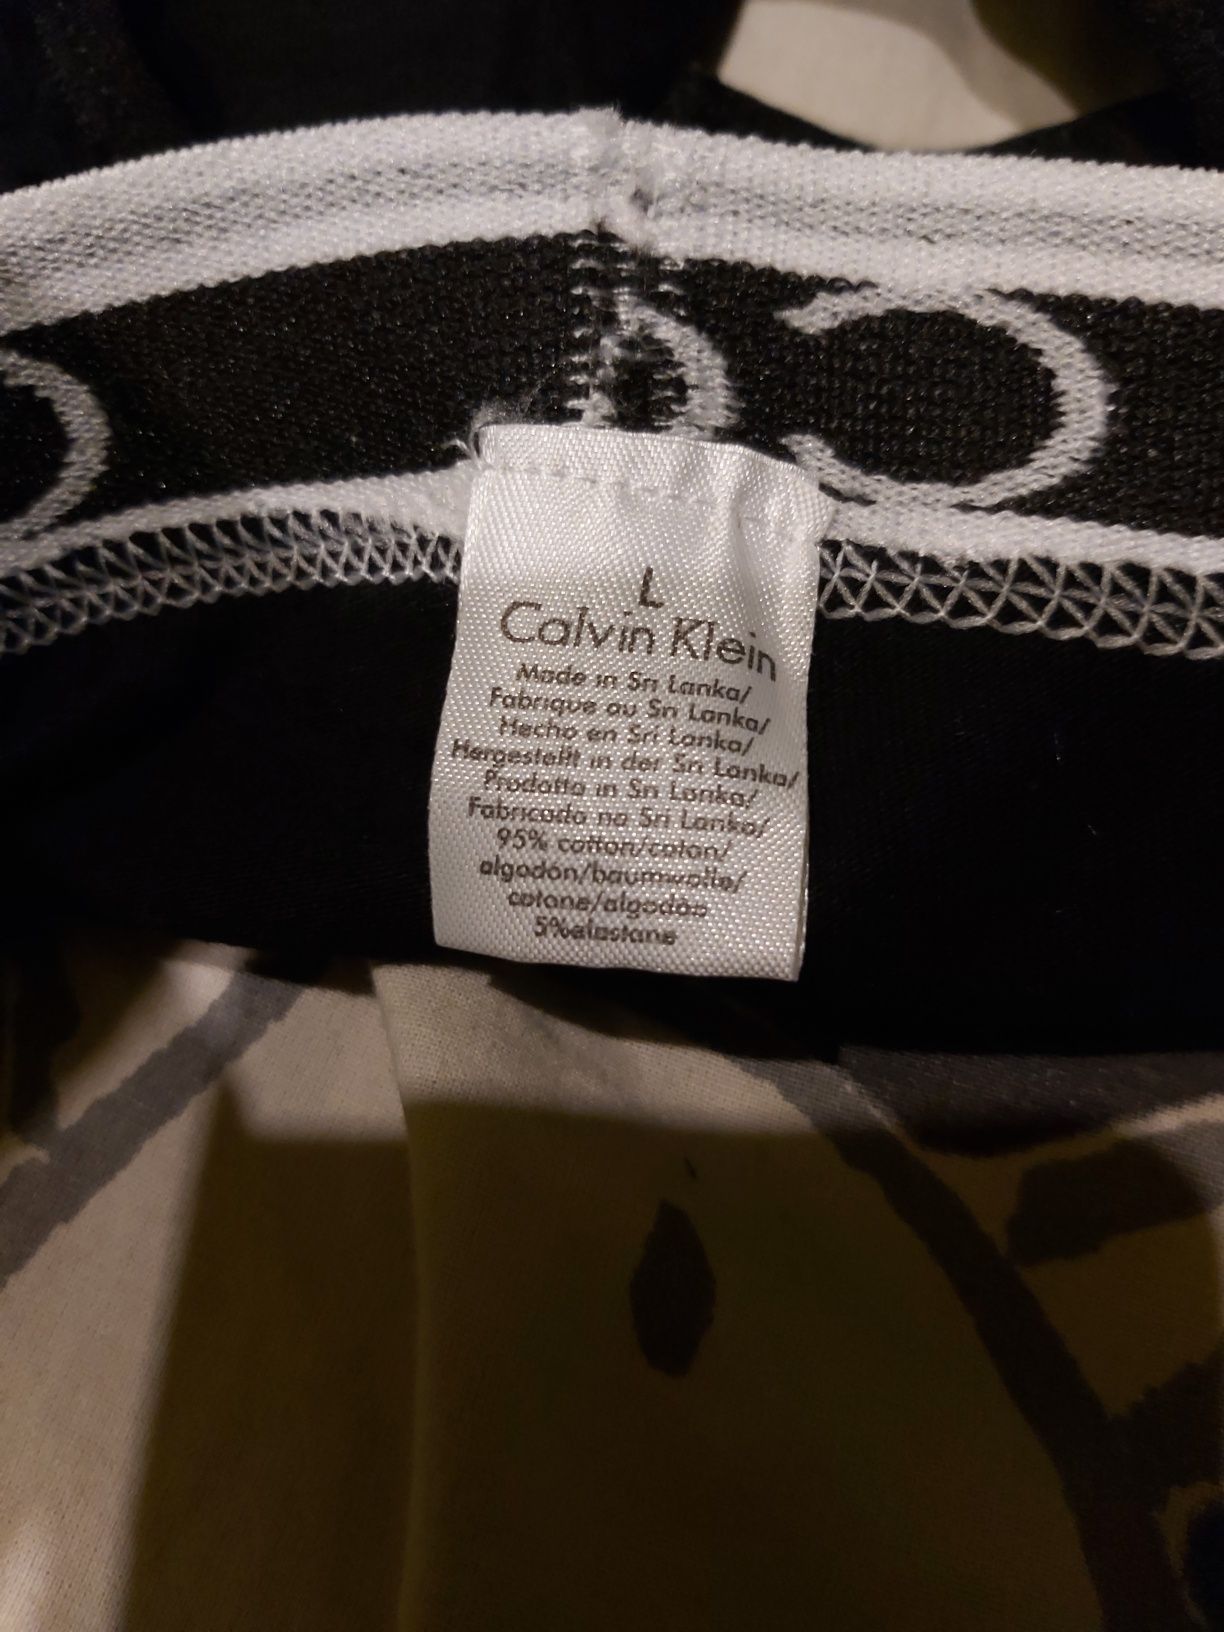 L
Calvin Klein
Made in Sri Lanka/
Fabrique au Sri Lanka/
Hecho en Sri Lanka/
Hergestellt in der Sri Lanka/
Prodotto in Sri Lanka/
Fabricado no Sri Lanka/
95% cotton/coton/
algodón/baumwolle/
cotone/algodão
5%elastane